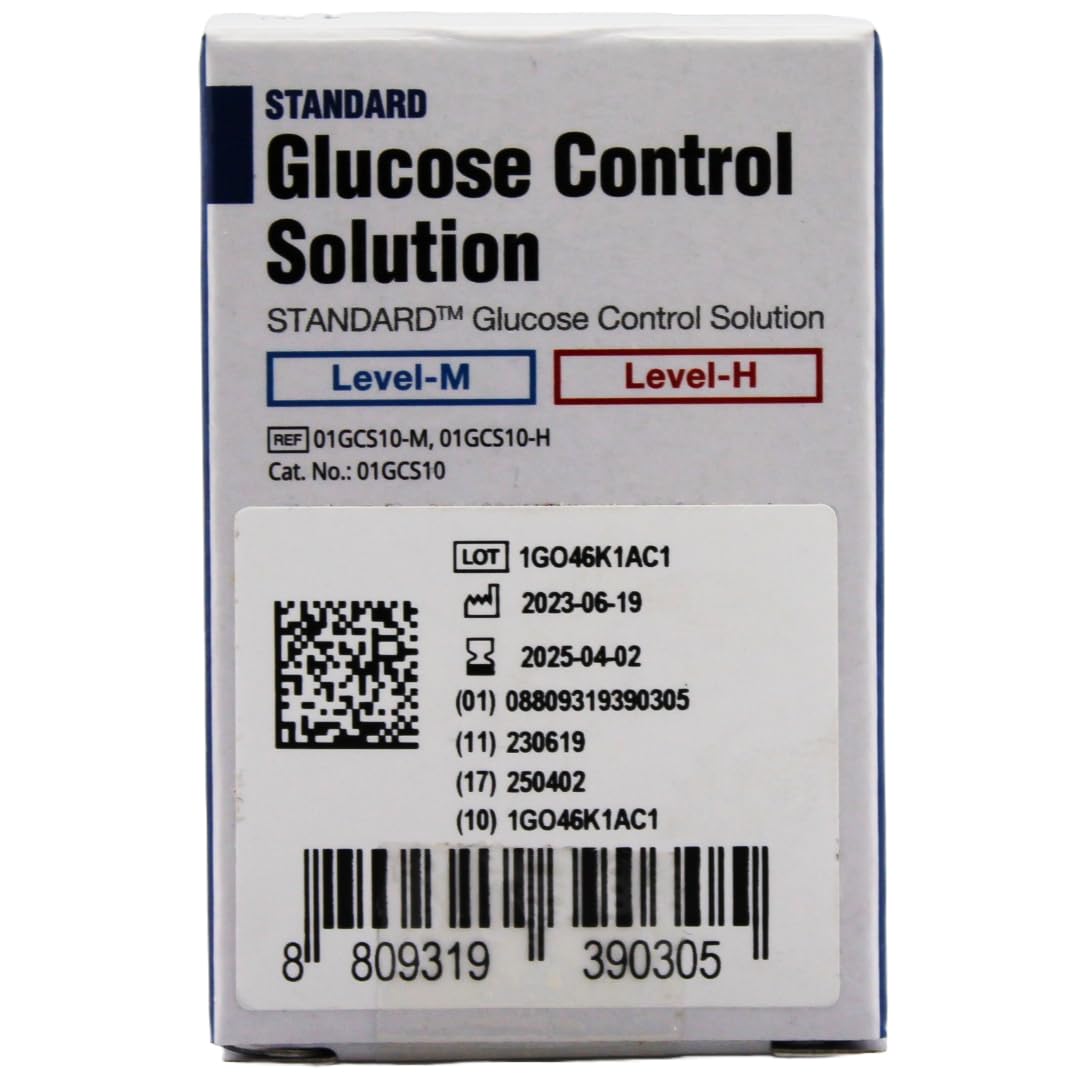 STANDARD
Glucose Control
Solution
STANDARD™ Glucose Control Solution
Level-M Level-H
REF 01GCS10-M, 01GCS10-H
Cat. No.: 01GCS10
LOT 1GO46K1AC1
2023-06-19
2025-04-02
(01) 08809319390305
(11) 230619
(17) 250402
(10) 1GO46K1AC1
8 809319 390305